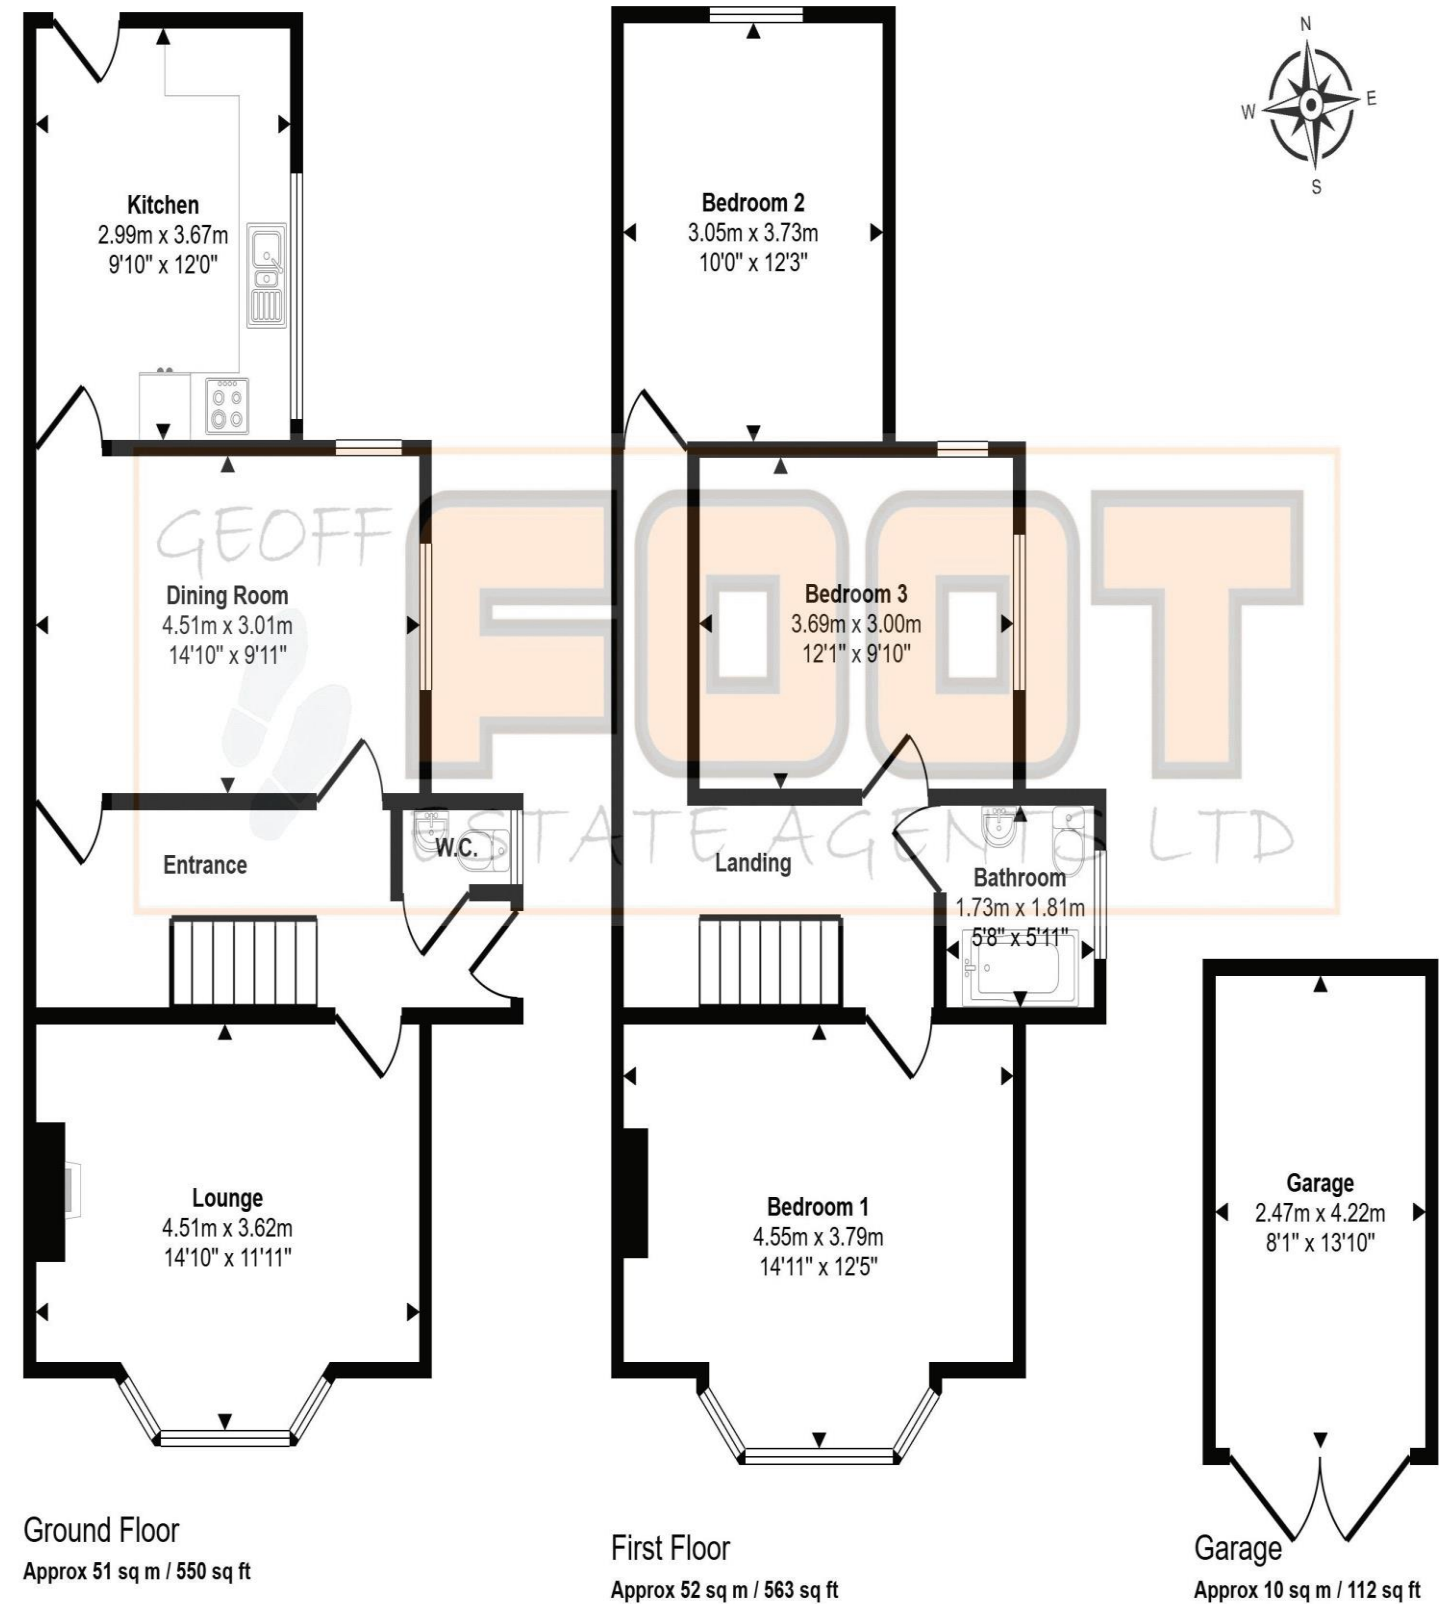 N
W
E
S
Kitchen
2.99m x 3.67m
9'10" x 12'0"
Bedroom 2
3.05m x 3.73m
10'0" x 12'3"
GEOFF
FOOT
ESTATE AGENTS LTD
Dining Room
4.51m x 3.01m
14'10" x 9'11"
Bedroom 3
3.69m x 3.00m
12'1" x 9'10"
Entrance
W.C.
Landing
Bathroom
1.73m x 1.81m
5'8" x 5'11"
Lounge
4.51m x 3.62m
14'10" x 11'11"
Bedroom 1
4.55m x 3.79m
14'11" x 12'5"
Garage
2.47m x 4.22m
8'1" x 13'10"
Ground Floor
Approx 51 sq m / 550 sq ft
First Floor
Approx 52 sq m / 563 sq ft
Garage
Approx 10 sq m / 112 sq ft